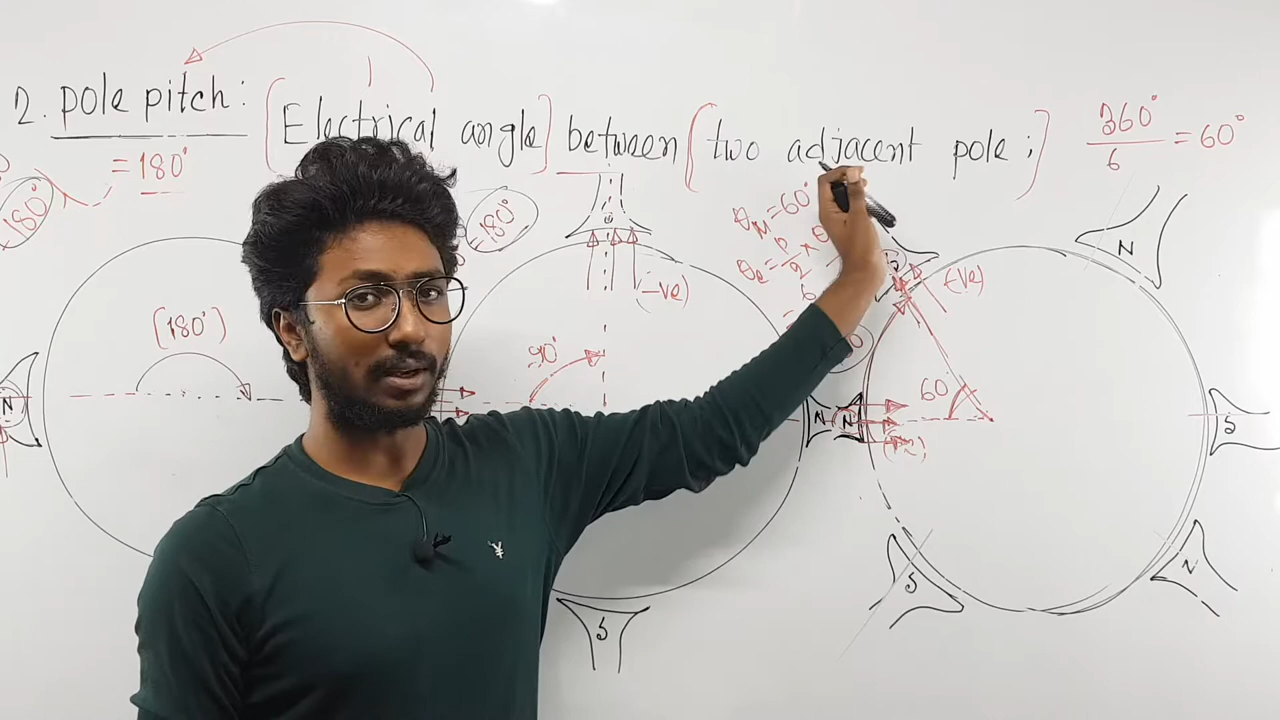 2. pole pitch: [Electrical angle] between [two adjacent pole;]
= 180°
360°/6 = 60°
180°
= 180°
θM = 60°
θe = P/2 ×
[180°]
(-ve)
(-ve)
90°
60
N
N
N
N
S
S
S
N
¥